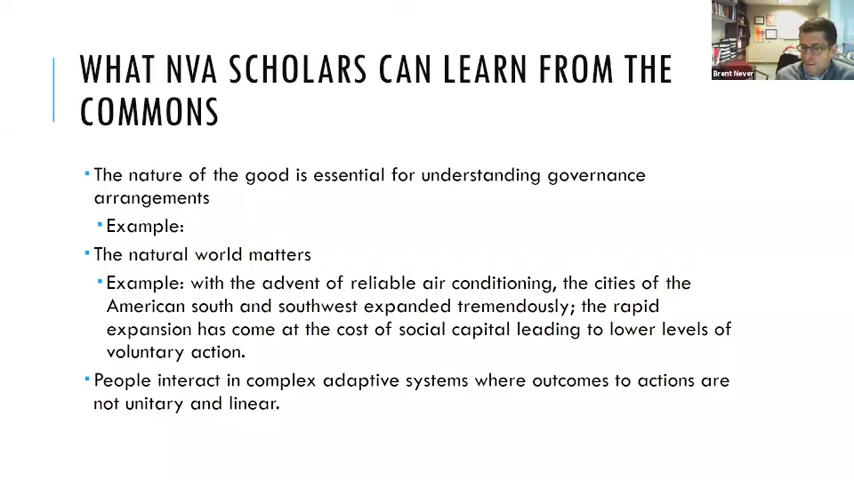 WHAT NVA SCHOLARS CAN LEARN FROM THE
COMMONS
The nature of the good is essential for understanding governance
arrangements
Example:
The natural world matters
Example: with the advent of reliable air conditioning, the cities of the
American south and southwest expanded tremendously; the rapid
expansion has come at the cost of social capital leading to lower levels of
voluntary action.
People interact in complex adaptive systems where outcomes to actions are
not unitary and linear.
Brent Never